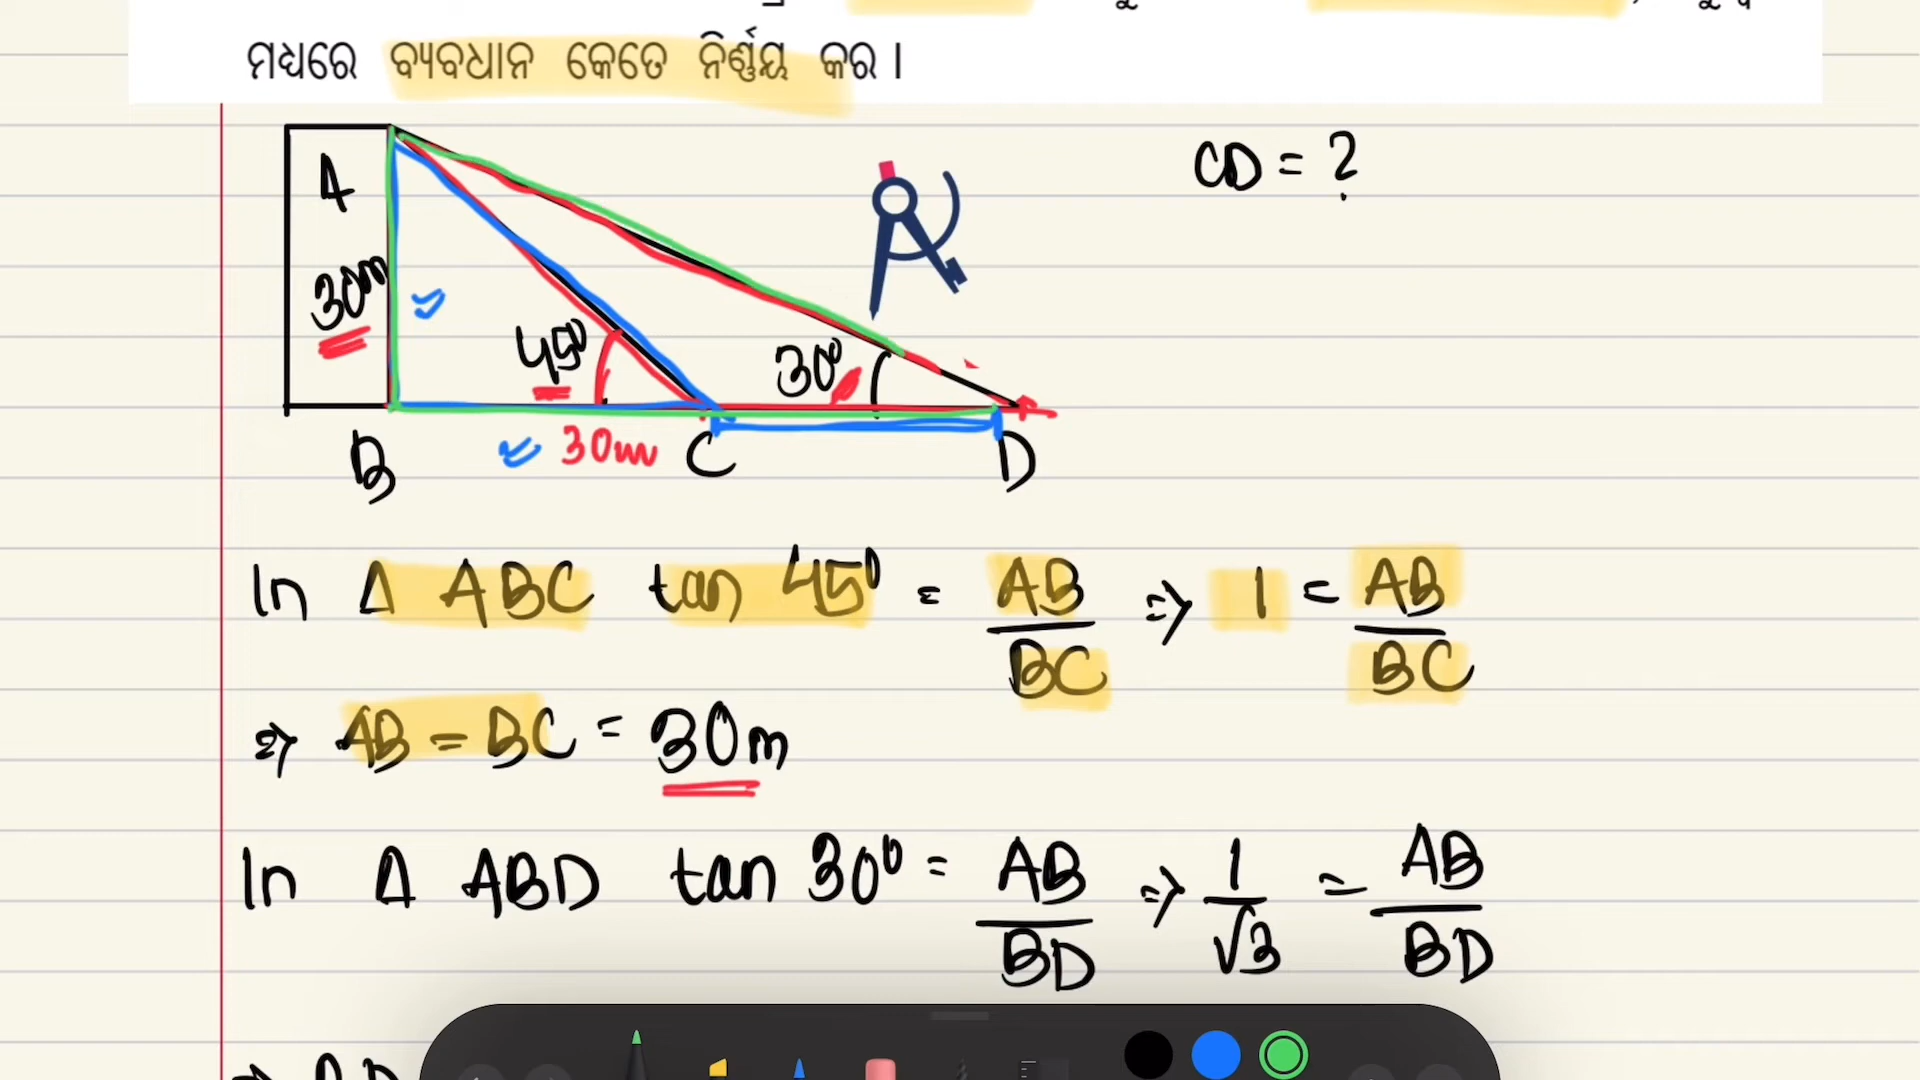 ମଧ୍ୟରେ ବ୍ୟବଧାନ କେତେ ନିର୍ଣ୍ଣୟ କର ।
CD = ?
A
30m
45°
30°
B
30m
C
D
In Δ ABC tan 45° = AB/BC => 1 = AB/BC
=> AB = BC = 30m
In Δ ABD tan 30° = AB/BD => 1/√3 = AB/BD